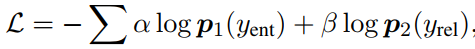 ℒ = − ∑ α log 𝒑₁(y_ent) + β log 𝒑₂(y_rel),